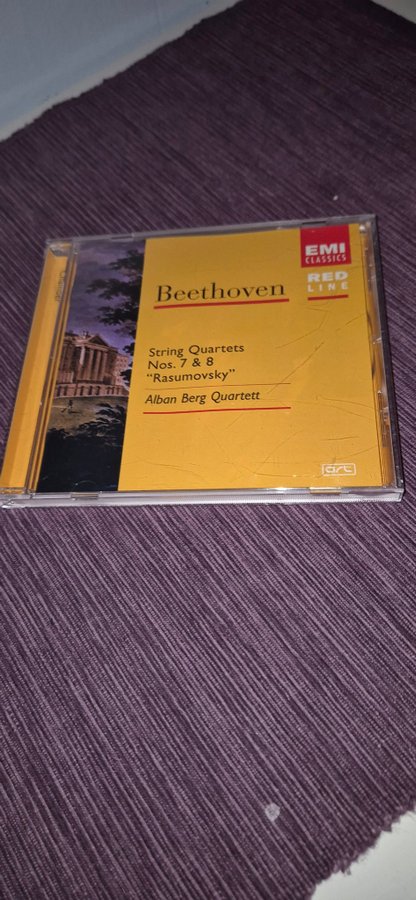 EMI
CLASSICS
RED
LINE
Beethoven
String Quartets
Nos. 7 & 8
“Rasumovsky”
Alban Berg Quartett
art